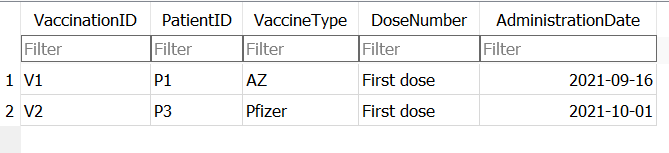 VaccinationID PatientID VaccineType DoseNumber AdministrationDate
Filter Filter Filter Filter Filter
1 V1 P1 AZ First dose 2021-09-16
2 V2 P3 Pfizer First dose 2021-10-01